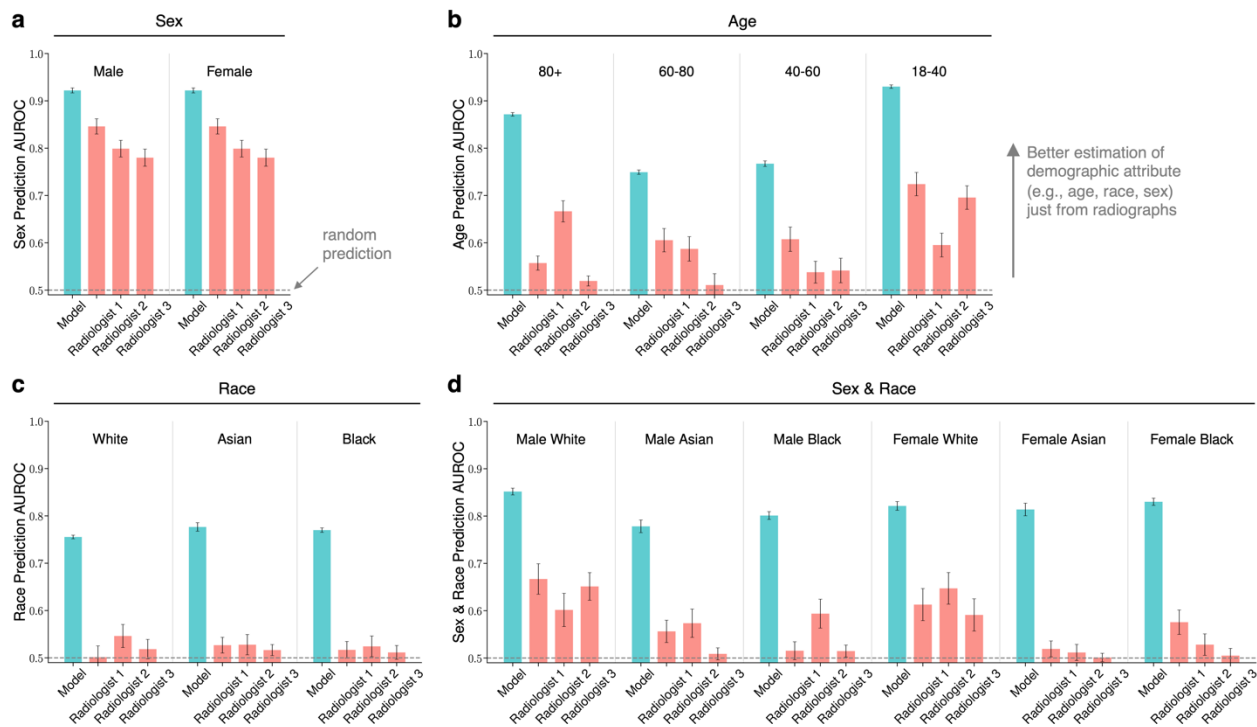 a
Sex
Sex Prediction AUROC
1.0
0.9
0.8
0.7
0.6
0.5
Male
Female
random
prediction
Model
Radiologist 1
Radiologist 2
Radiologist 3
Model
Radiologist 1
Radiologist 2
Radiologist 3
b
Age
Age Prediction AUROC
1.0
0.9
0.8
0.7
0.6
0.5
80+
60-80
40-60
18-40
Better estimation of
demographic attribute
(e.g., age, race, sex)
just from radiographs
Model
Radiologist 1
Radiologist 2
Radiologist 3
Model
Radiologist 1
Radiologist 2
Radiologist 3
Model
Radiologist 1
Radiologist 2
Radiologist 3
Model
Radiologist 1
Radiologist 2
Radiologist 3
c
Race
Race Prediction AUROC
1.0
0.9
0.8
0.7
0.6
0.5
White
Asian
Black
Model
Radiologist 1
Radiologist 2
Radiologist 3
Model
Radiologist 1
Radiologist 2
Radiologist 3
Model
Radiologist 1
Radiologist 2
Radiologist 3
d
Sex & Race
Sex & Race Prediction AUROC
1.0
0.9
0.8
0.7
0.6
0.5
Male White
Male Asian
Male Black
Female White
Female Asian
Female Black
Model
Radiologist 1
Radiologist 2
Radiologist 3
Model
Radiologist 1
Radiologist 2
Radiologist 3
Model
Radiologist 1
Radiologist 2
Radiologist 3
Model
Radiologist 1
Radiologist 2
Radiologist 3
Model
Radiologist 1
Radiologist 2
Radiologist 3
Model
Radiologist 1
Radiologist 2
Radiologist 3